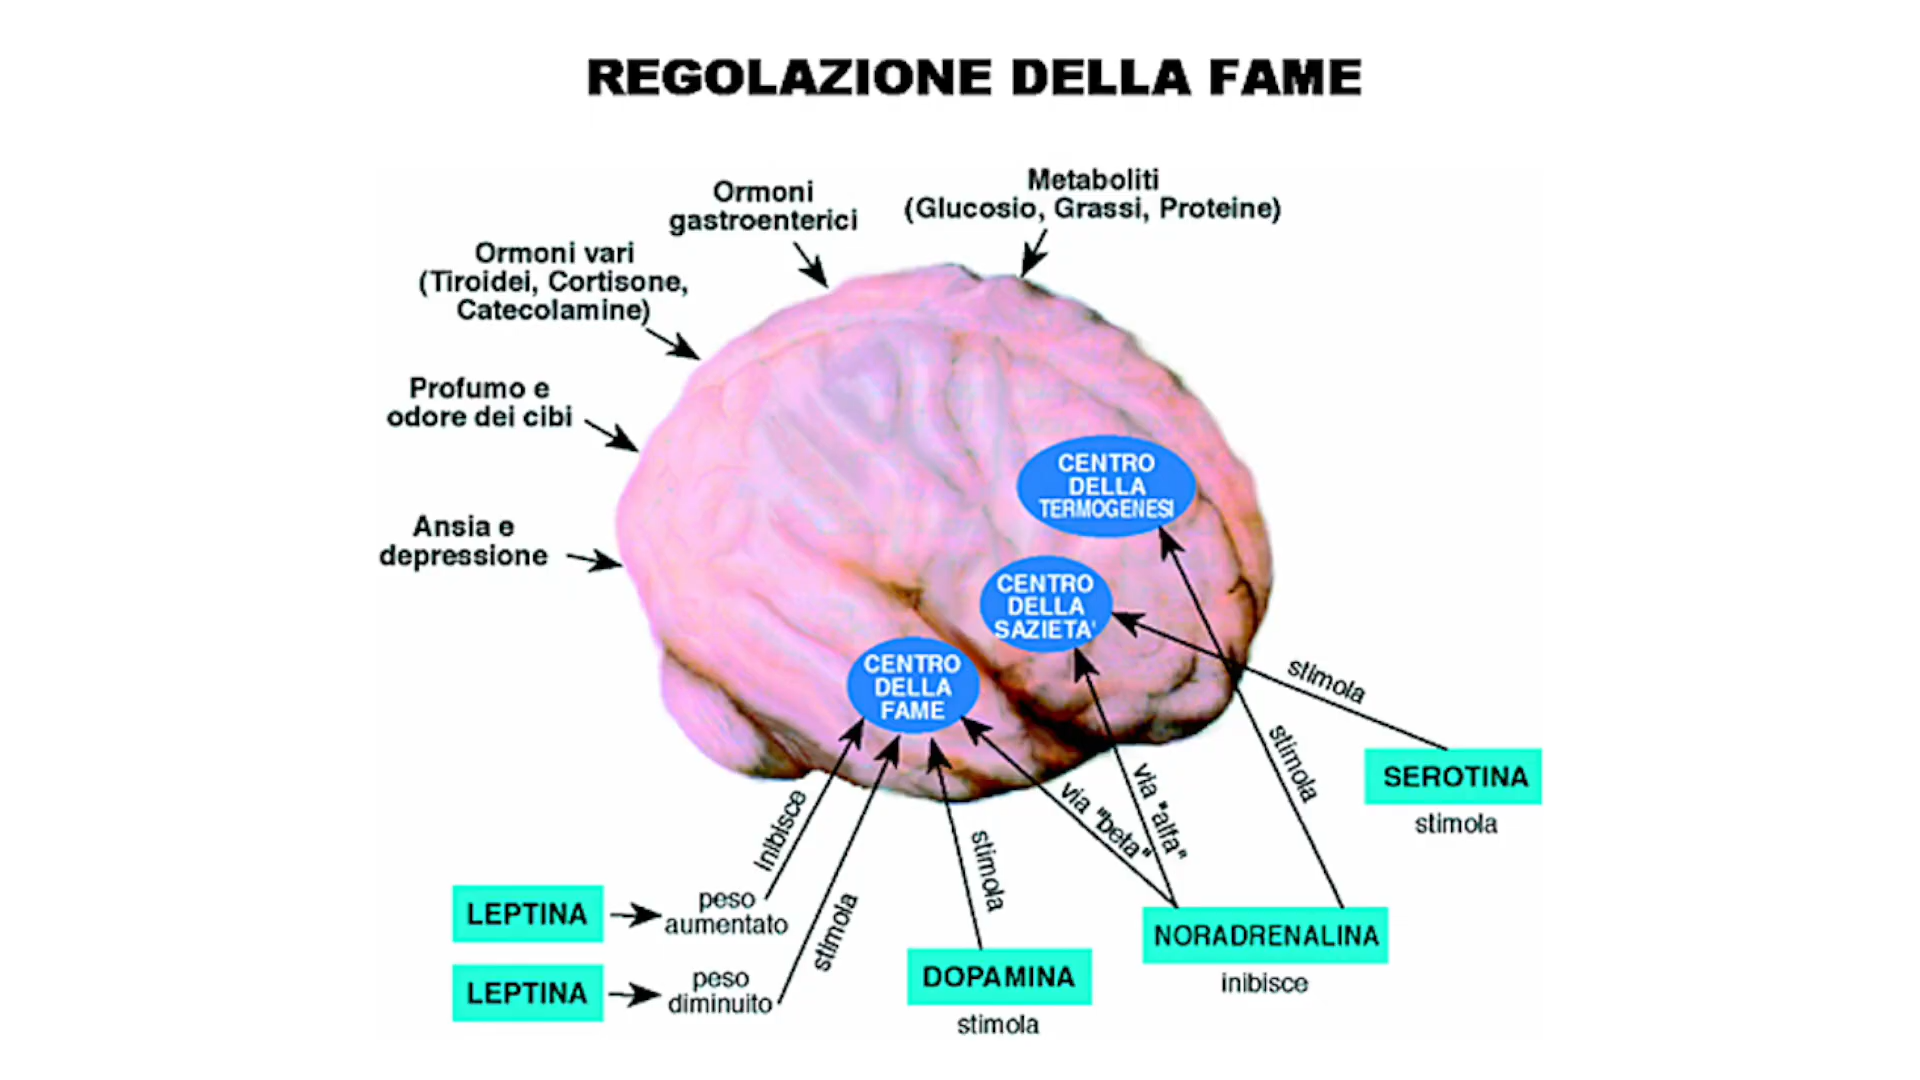 REGOLAZIONE DELLA FAME
Metaboliti
(Glucosio, Grassi, Proteine)
Ormoni
gastroenterici
Ormoni vari
(Tiroidei, Cortisone,
Catecolamine)
Profumo e
odore dei cibi
Ansia e
depressione
CENTRO
DELLA
TERMOGENESI
CENTRO
DELLA
SAZIETA'
CENTRO
DELLA
FAME
stimola
stimola
via "alfa"
via "beta"
stimola
Inibisce
stimola
SEROTINA
stimola
LEPTINA
peso
aumentato
LEPTINA
peso
diminuito
DOPAMINA
stimola
NORADRENALINA
inibisce